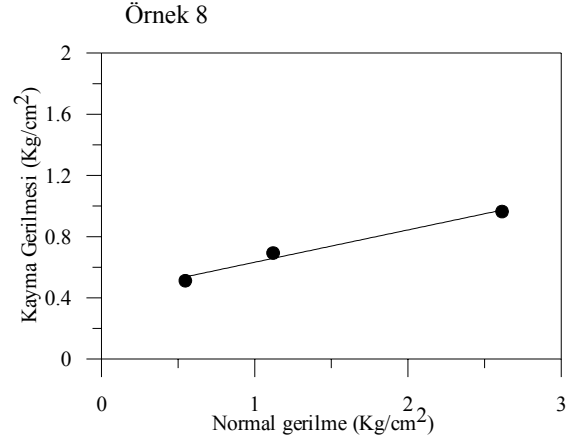 Örnek 8
Kayma Gerilmesi (Kg/cm²)
2
1.6
1.2
0.8
0.4
0
0 1 2 3
Normal gerilme (Kg/cm²)